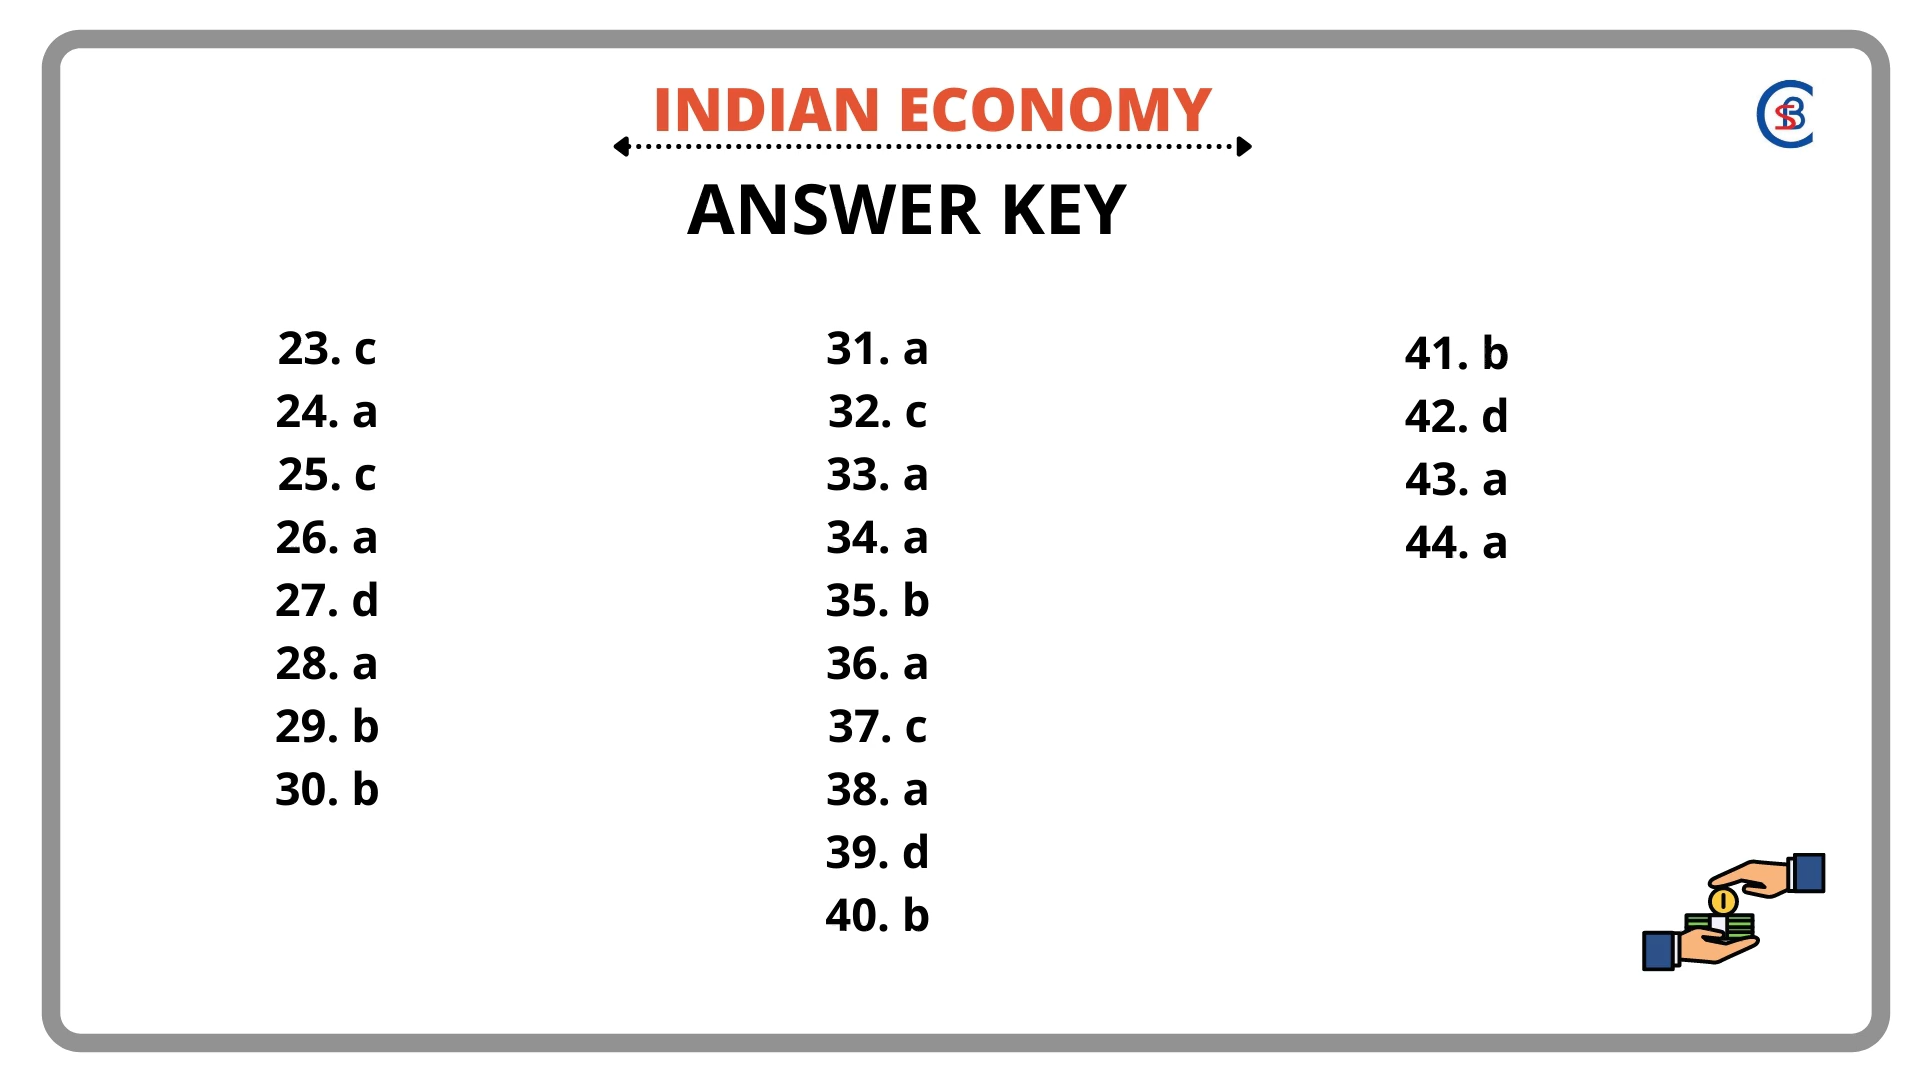 INDIAN ECONOMY
ANSWER KEY
23. c
24. a
25. c
26. a
27. d
28. a
29. b
30. b
31. a
32. c
33. a
34. a
35. b
36. a
37. c
38. a
39. d
40. b
41. b
42. d
43. a
44. a